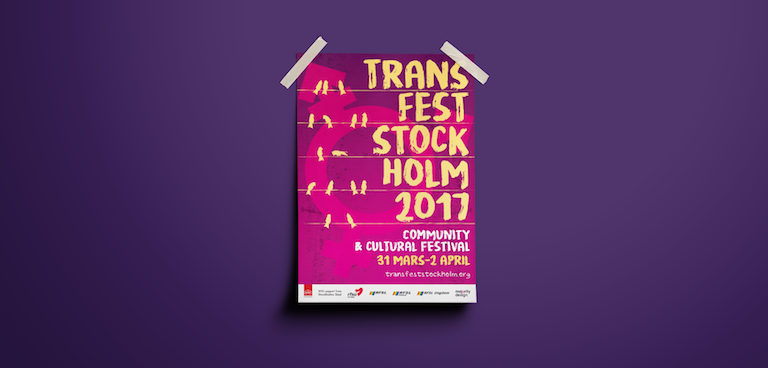 TRANS
FEST
STOCK
HOLM
2017
COMMUNITY
& CULTURAL FESTIVAL
31 MARS-2 APRIL
transfeststockholm.org